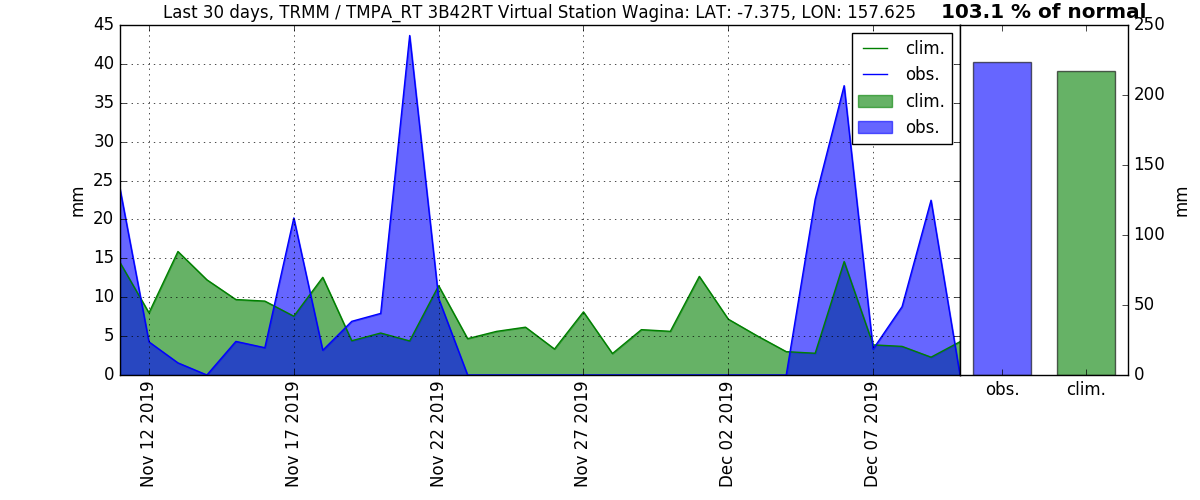 Last 30 days, TRMM / TMPA_RT 3B42RT Virtual Station Wagina: LAT: -7.375, LON: 157.625
103.1 % of normal
45
40
35
30
25
20
15
10
5
0
mm
clim.
obs.
clim.
obs.
Nov 12 2019
Nov 17 2019
Nov 22 2019
Nov 27 2019
Dec 02 2019
Dec 07 2019
250
200
150
100
50
0
mm
obs.
clim.